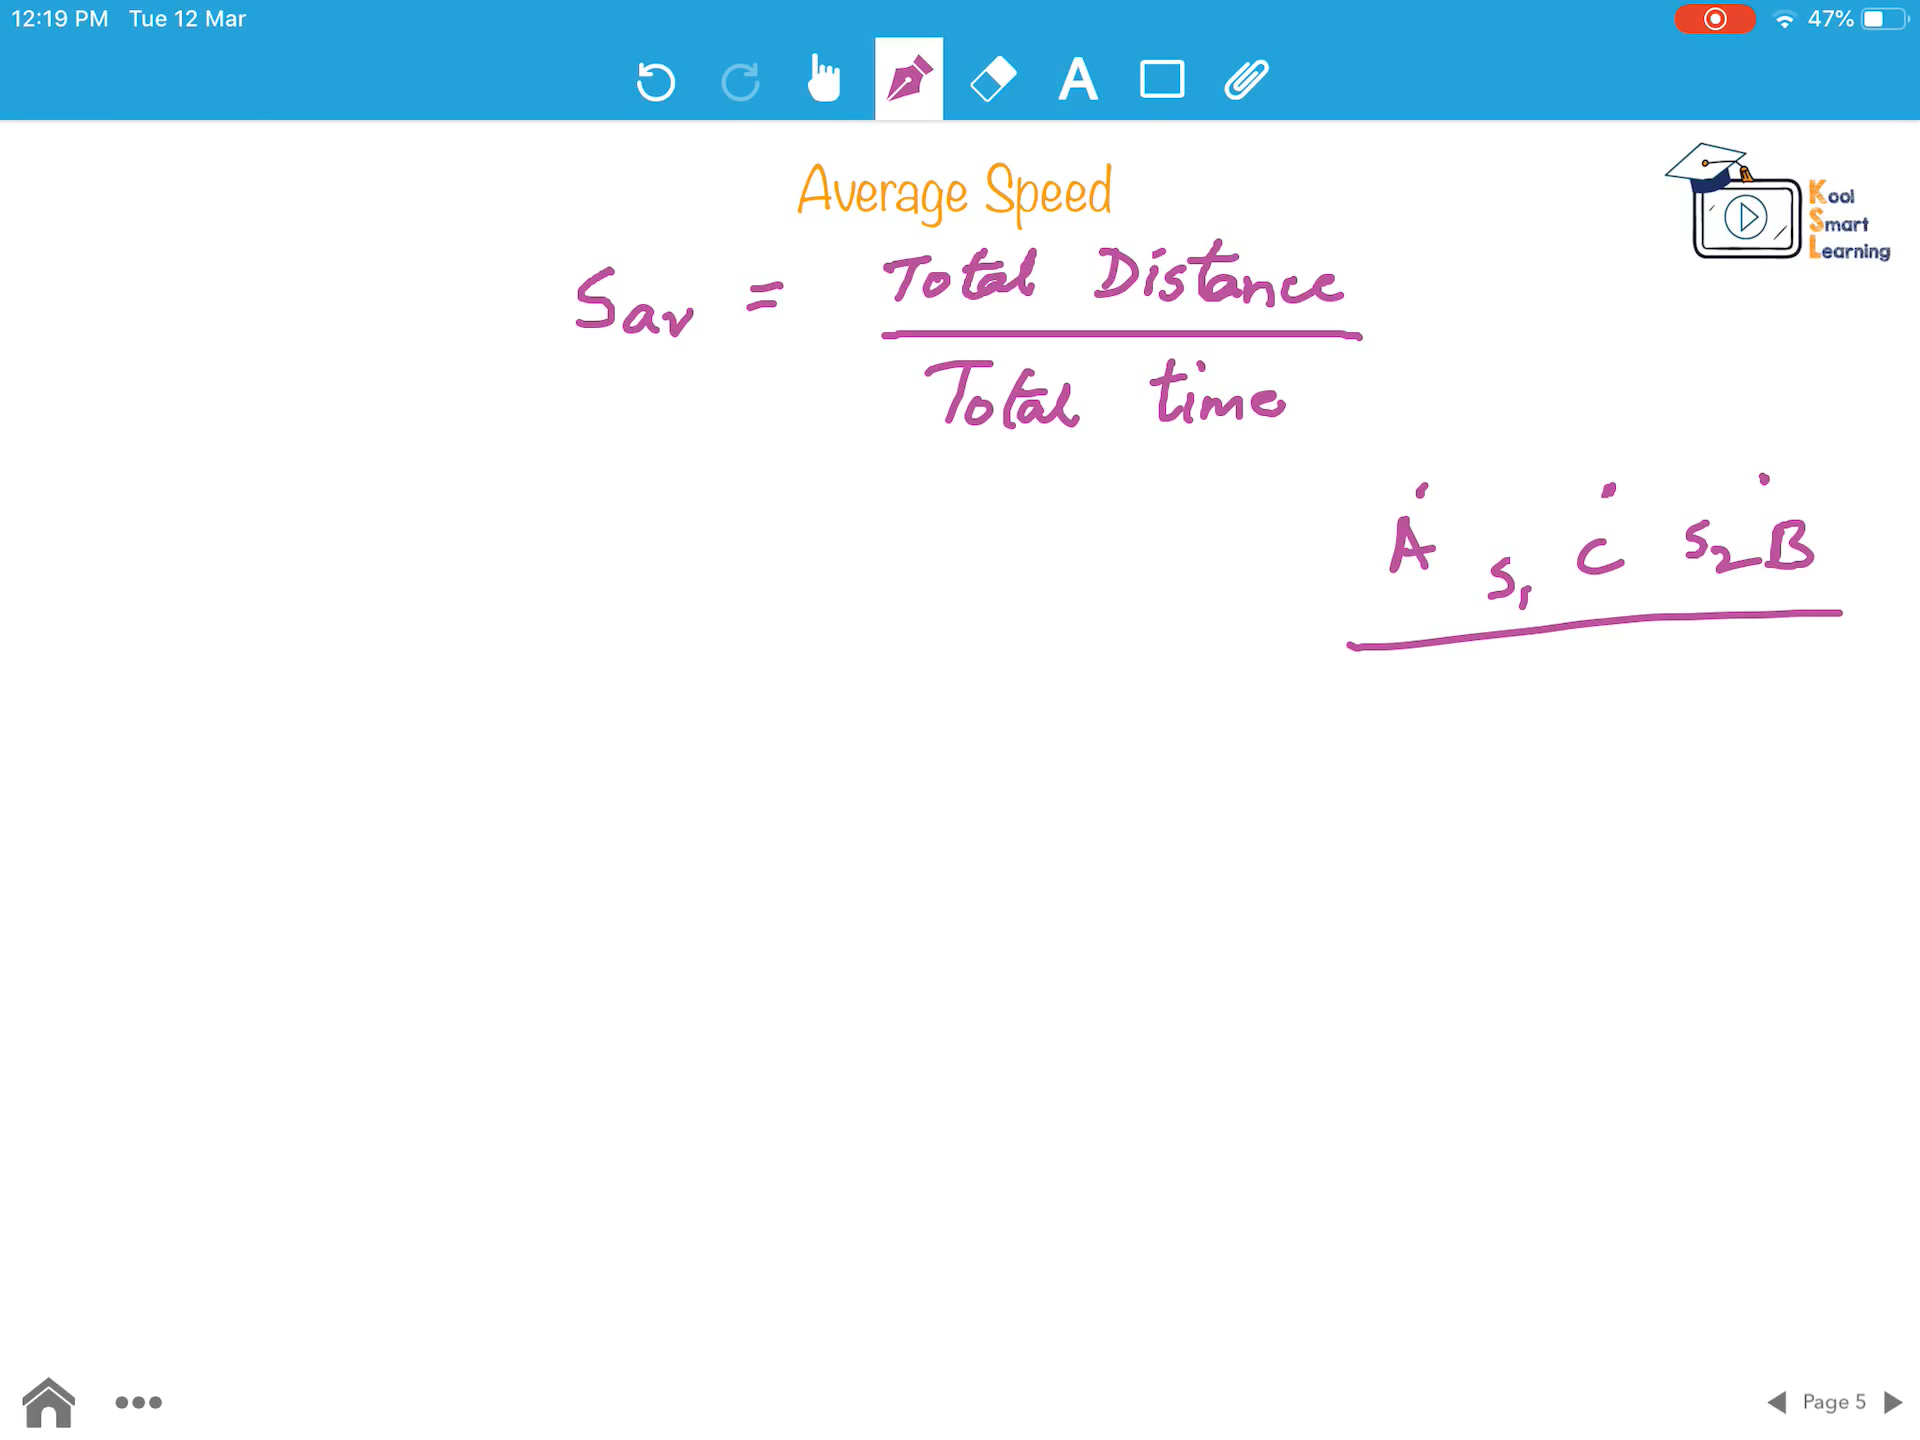 12:19 PM Tue 12 Mar
47%
A
Average Speed
Kool
Smart
Learning
Sav = Total Distance
Total time
A S1 C S2 B
Page 5